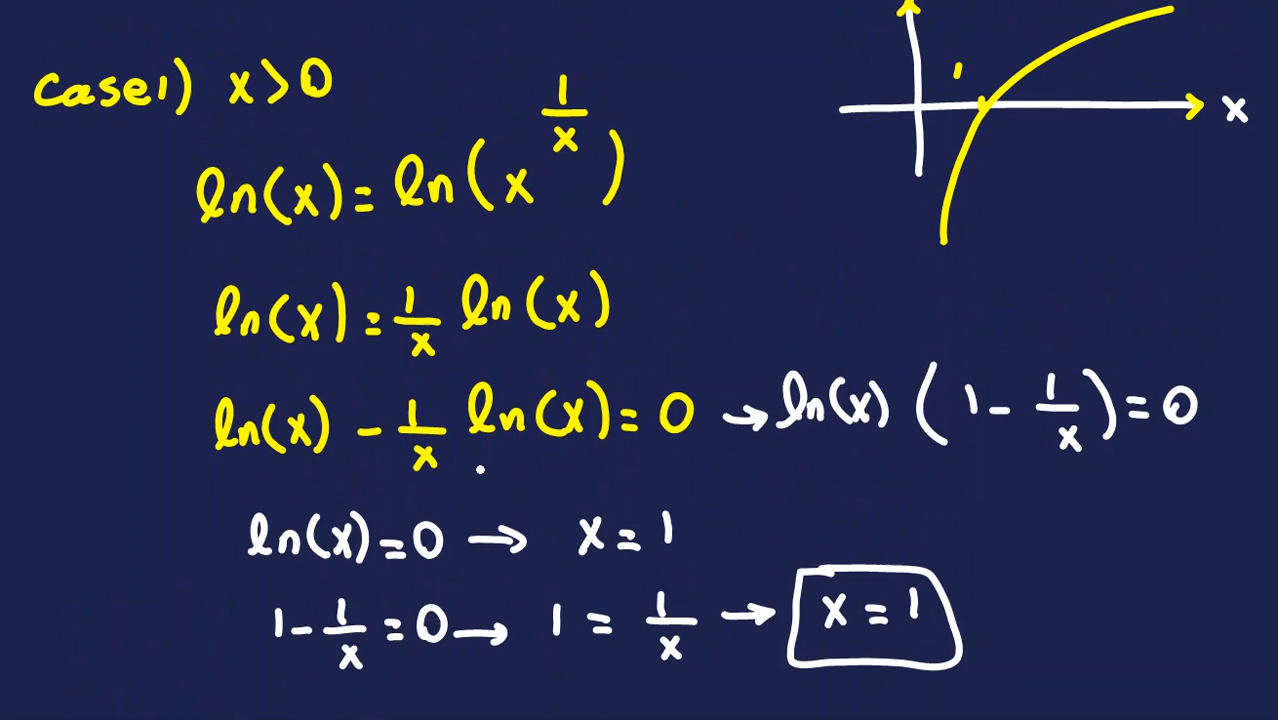 case1) x>0
ln(x)=ln(x^(1/x))
ln(x)=1/x ln(x)
ln(x) - 1/x ln(x)=0 → ln(x) (1 - 1/x)=0
ln(x)=0 → x=1
1 - 1/x=0 → 1=1/x → x=1
1
x